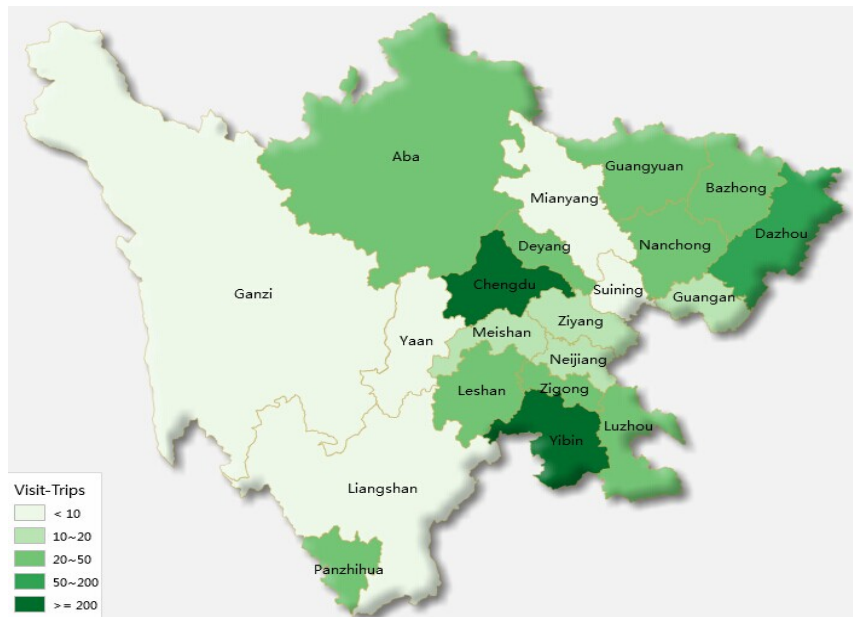 Aba
Guangyuan
Bazhong
Mianyang
Dazhou
Deyang
Nanchong
Chengdu
Suining
Ganzi
Guangan
Ziyang
Meishan
Yaan
Neijiang
Leshan
Zigong
Luzhou
Yibin
Liangshan
Panzhihua
Visit-Trips
< 10
10~20
20~50
50~200
>= 200